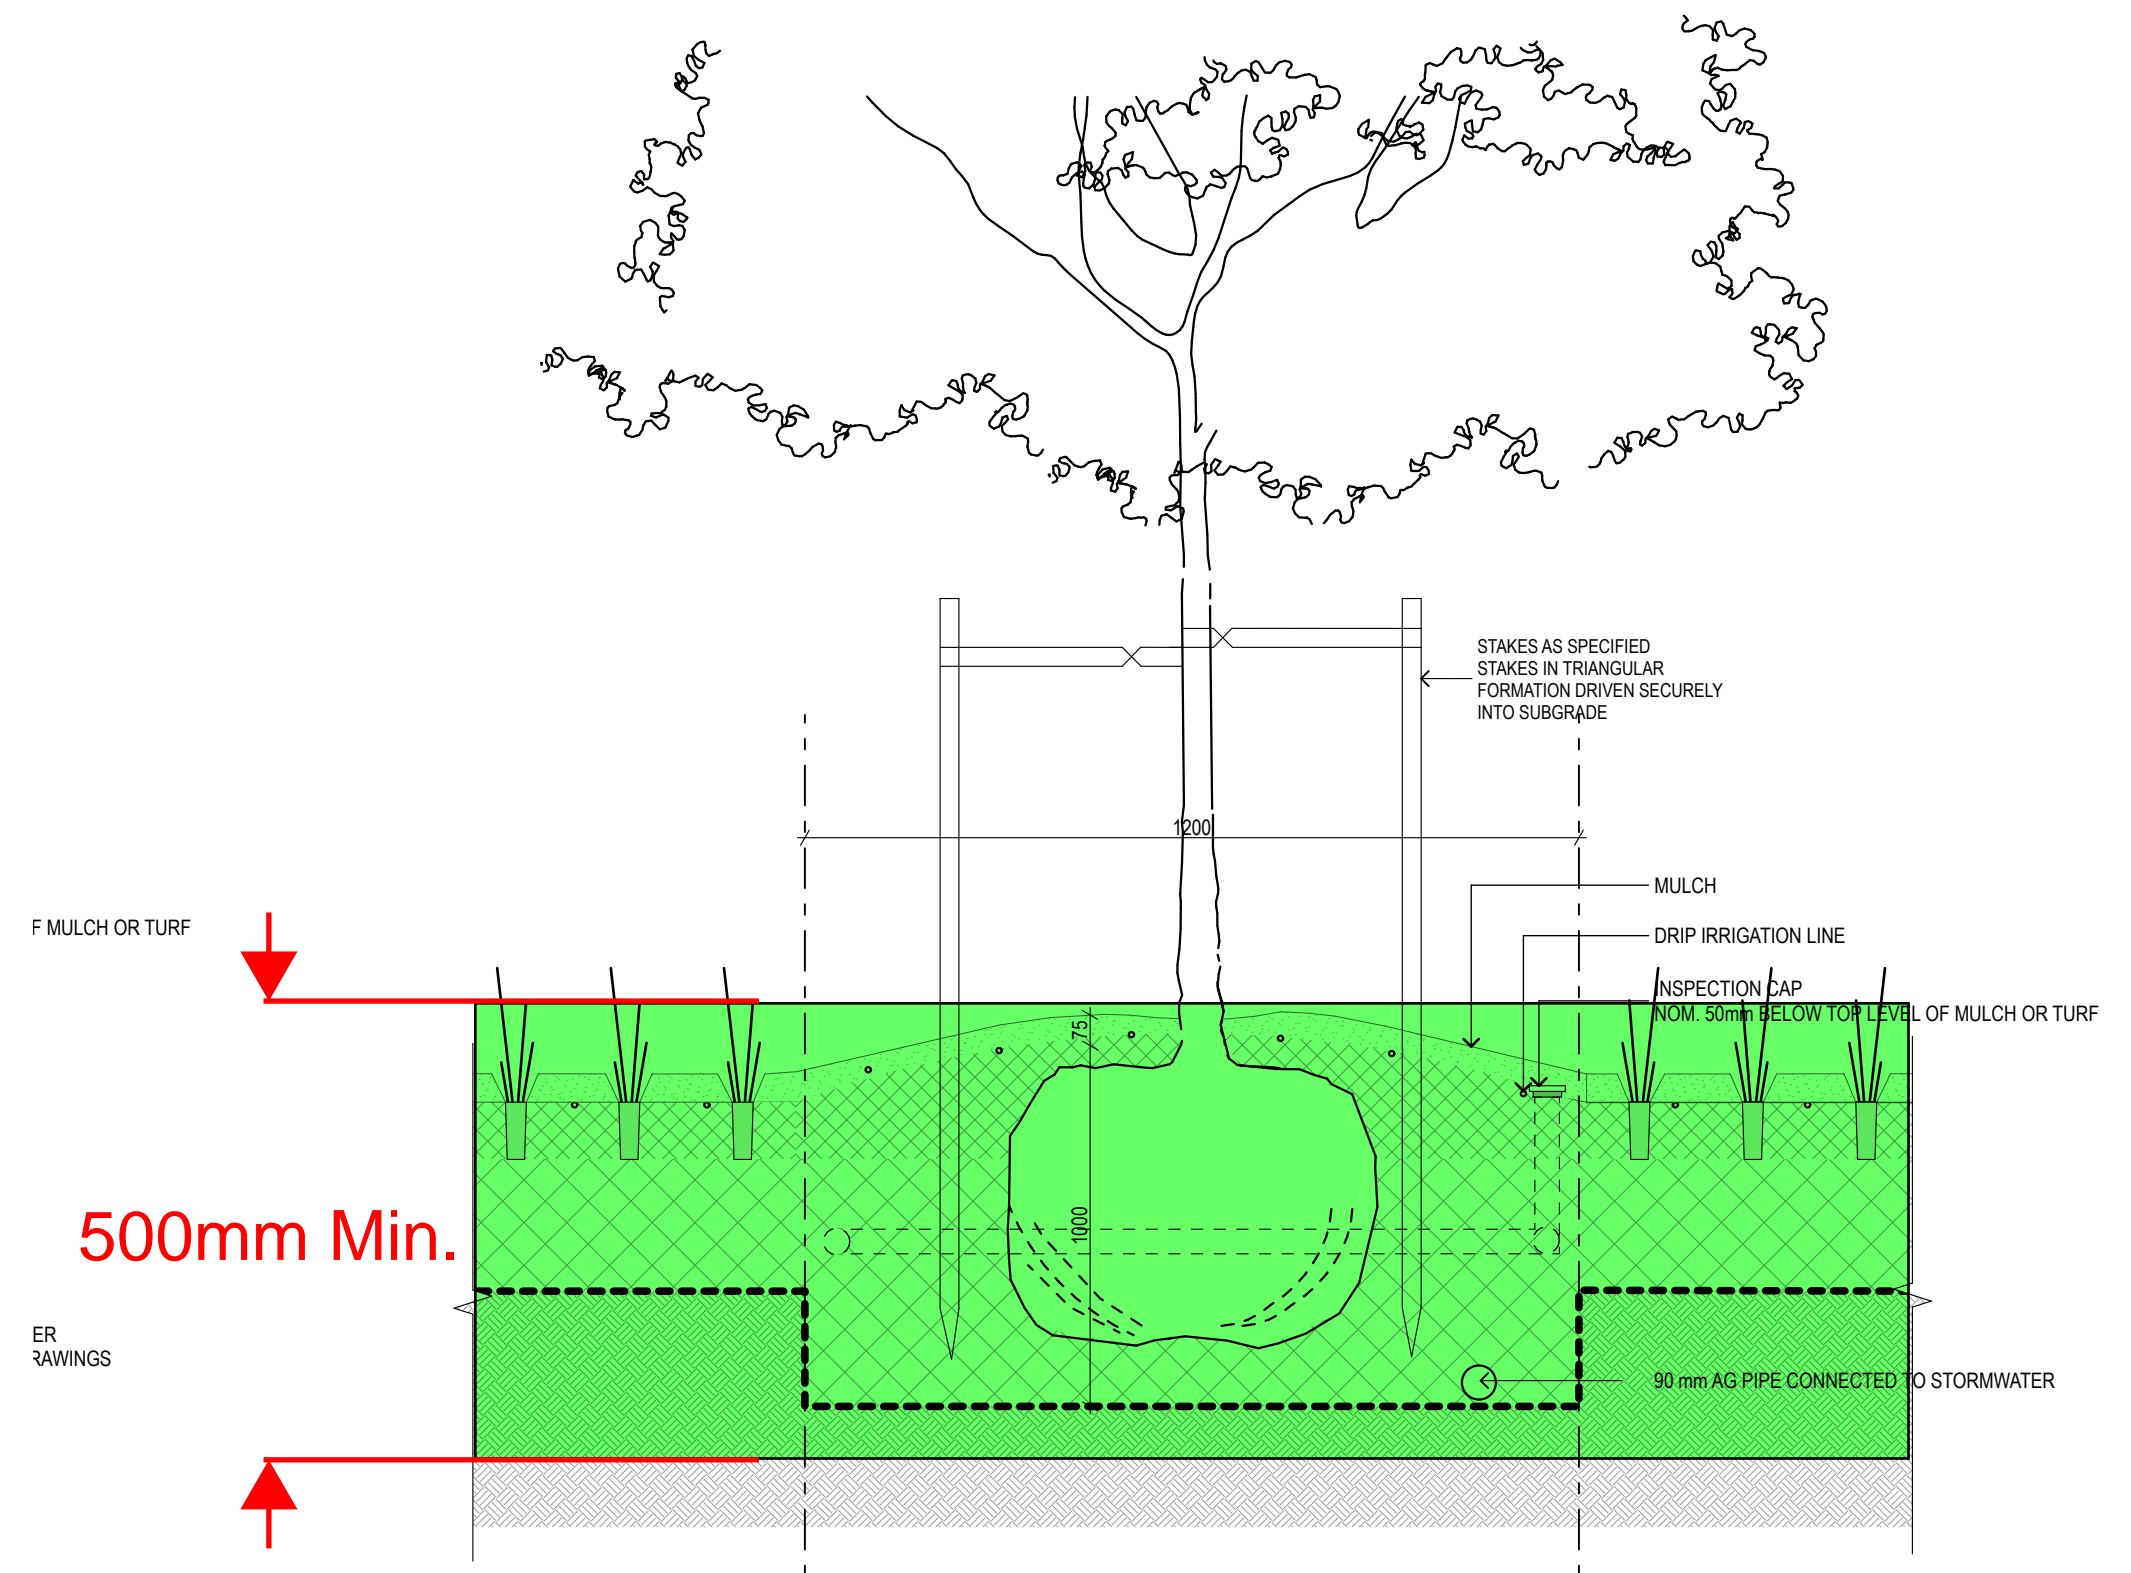 STAKES AS SPECIFIED
STAKES IN TRIANGULAR
FORMATION DRIVEN SECURELY
INTO SUBGRADE
1200
MULCH
F MULCH OR TURF
DRIP IRRIGATION LINE
INSPECTION CAP
NOM. 50mm BELOW TOP LEVEL OF MULCH OR TURF
75
1000
500mm Min.
ER
RAWINGS
90 mm AG PIPE CONNECTED TO STORMWATER